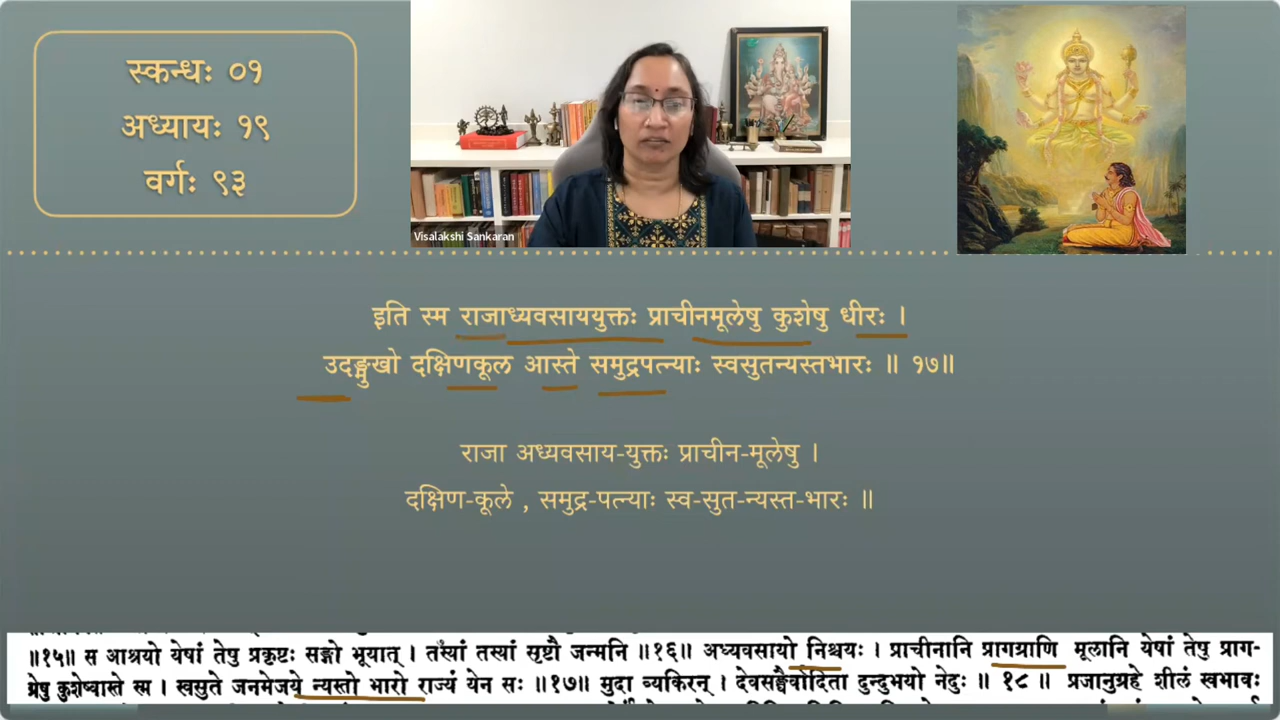 स्कन्धः ०१
अध्यायः १९
वर्गः ९३
Visalakshi Sankaran
इति स्म राजाध्यवसाययुक्तः प्राचीनमूलेषु कुशेषु धीरः ।
उदङ्मुखो दक्षिणकूल आस्ते समुद्रपत्न्याः स्वसुतन्यस्तभारः ॥ १७॥
राजा अध्यवसाय-युक्तः प्राचीन-मूलेषु ।
दक्षिण-कूले , समुद्र-पत्न्याः स्व-सुत-न्यस्त-भारः ॥
॥१५॥ स आश्रयो येषां तेषु प्रकृष्टः सङ्गो भूयात् । तस्यां तस्यां सृष्टौ जन्मनि ॥१६॥ अध्यवसायो निश्चयः । प्राचीनानि प्रागग्राणि मूलानि येषां तेषु प्राग-
ग्रेषु कुशेष्वास्ते स्म । स्वसुते जनमेजये न्यस्तो भारो राज्यं येन सः ॥१७॥ मुदा व्यकिरन् । देवसङ्घैर्वादिता दुन्दुभयो नेदुः ॥ १८ ॥ प्रजानुग्रहे शीलं स्वभावः